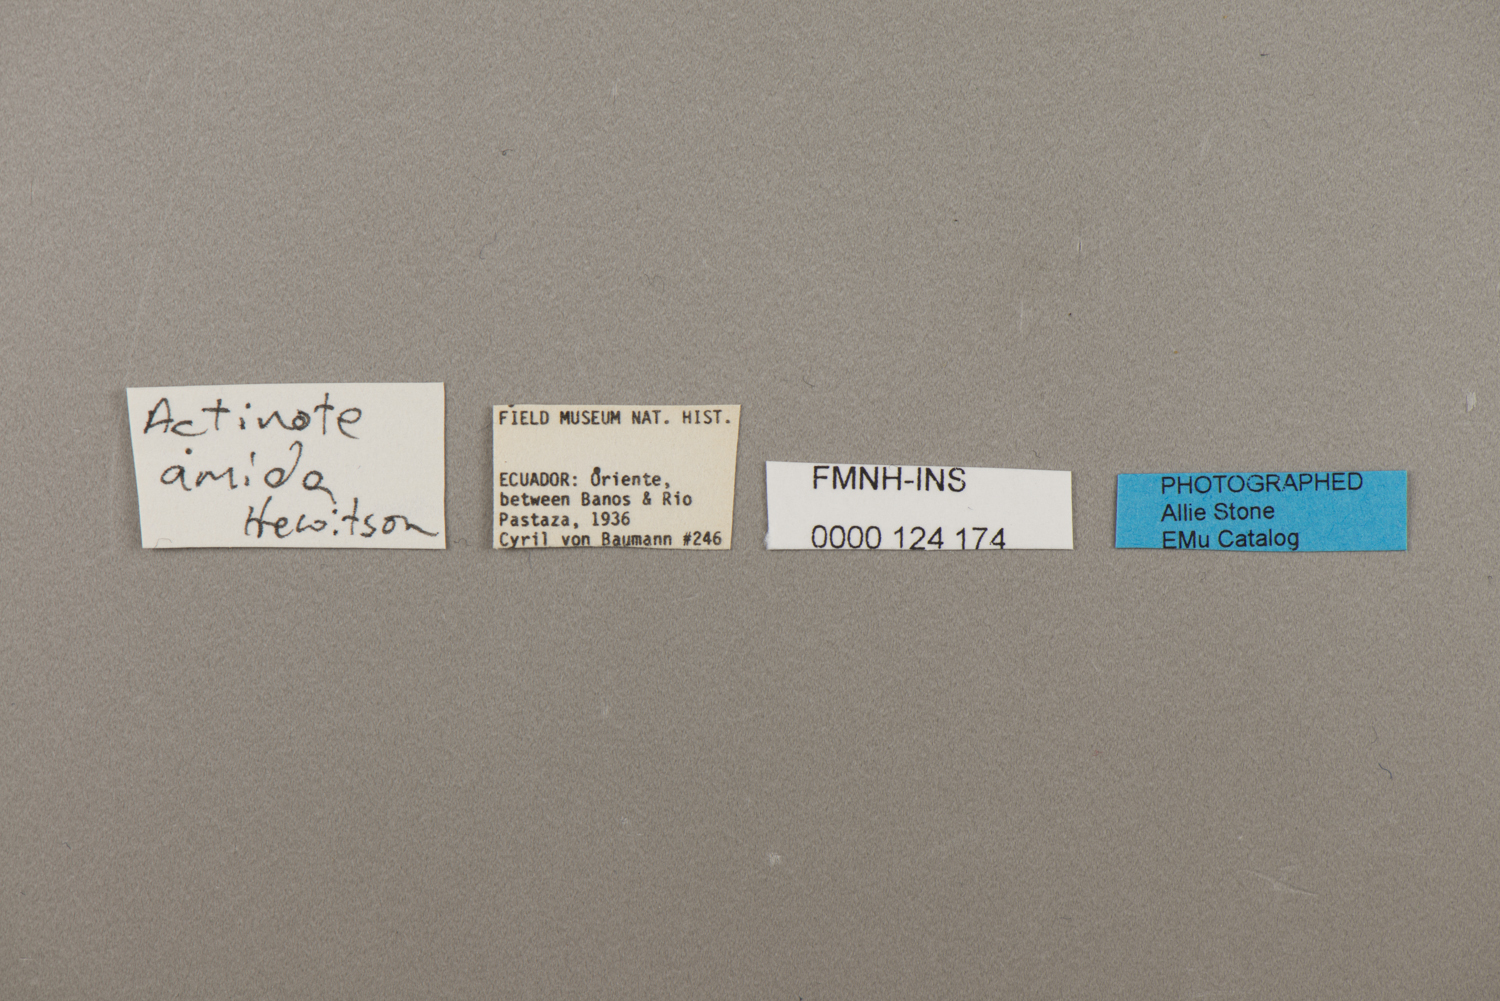 Actinote
amida
Hewitson
FIELD MUSEUM NAT. HIST.
ECUADOR: Oriente,
between Banos & Rio
Pastaza, 1936
Cyril von Baumann #246
FMNH-INS
0000 124 174
PHOTOGRAPHED
Allie Stone
EMu Catalog